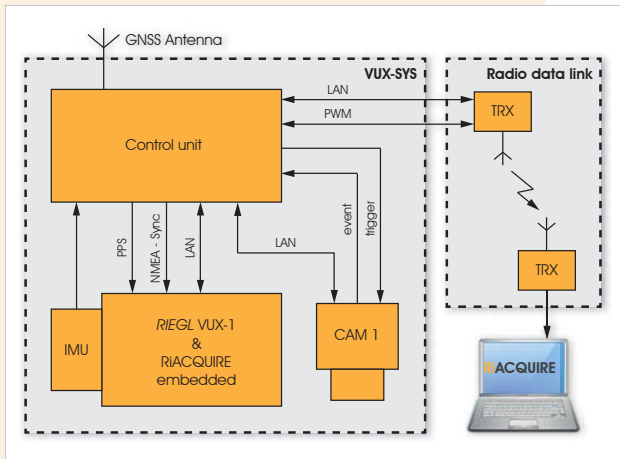 GNSS Antenna
VUX-SYS
Radio data link
LAN
TRX
PWM
Control unit
PPS
NMEA - Sync
LAN
LAN
event
trigger
TRX
IMU
RIEGL VUX-1
&
RiACQUIRE
embedded
CAM 1
RiACQUIRE